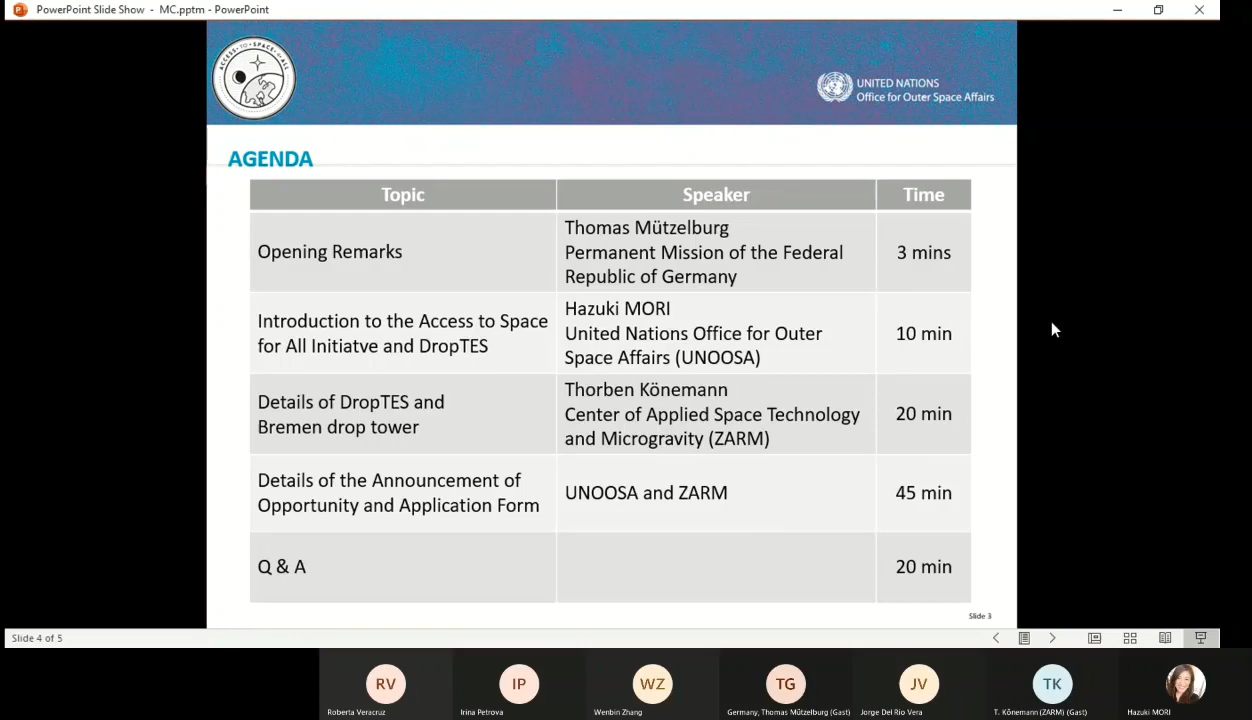 PowerPoint Slide Show - MC.pptm - PowerPoint
ACCESS·TO·SPACE·4·ALL
UNITED NATIONS
Office for Outer Space Affairs
AGENDA
Topic
Speaker
Time
Opening Remarks
Thomas Mützelburg
Permanent Mission of the Federal
Republic of Germany
3 mins
Introduction to the Access to Space
for All Initiatve and DropTES
Hazuki MORI
United Nations Office for Outer
Space Affairs (UNOOSA)
10 min
Details of DropTES and
Bremen drop tower
Thorben Könemann
Center of Applied Space Technology
and Microgravity (ZARM)
20 min
Details of the Announcement of
Opportunity and Application Form
UNOOSA and ZARM
45 min
Q & A
20 min
Slide 3
Slide 4 of 5
RV
IP
WZ
TG
JV
TK
Roberta Veracruz
Irina Petrova
Wenbin Zhang
Germany, Thomas Mützelburg (Gast)
Jorge Del Rio Vera
T. Könemann (ZARM) (Gast)
Hazuki MORI